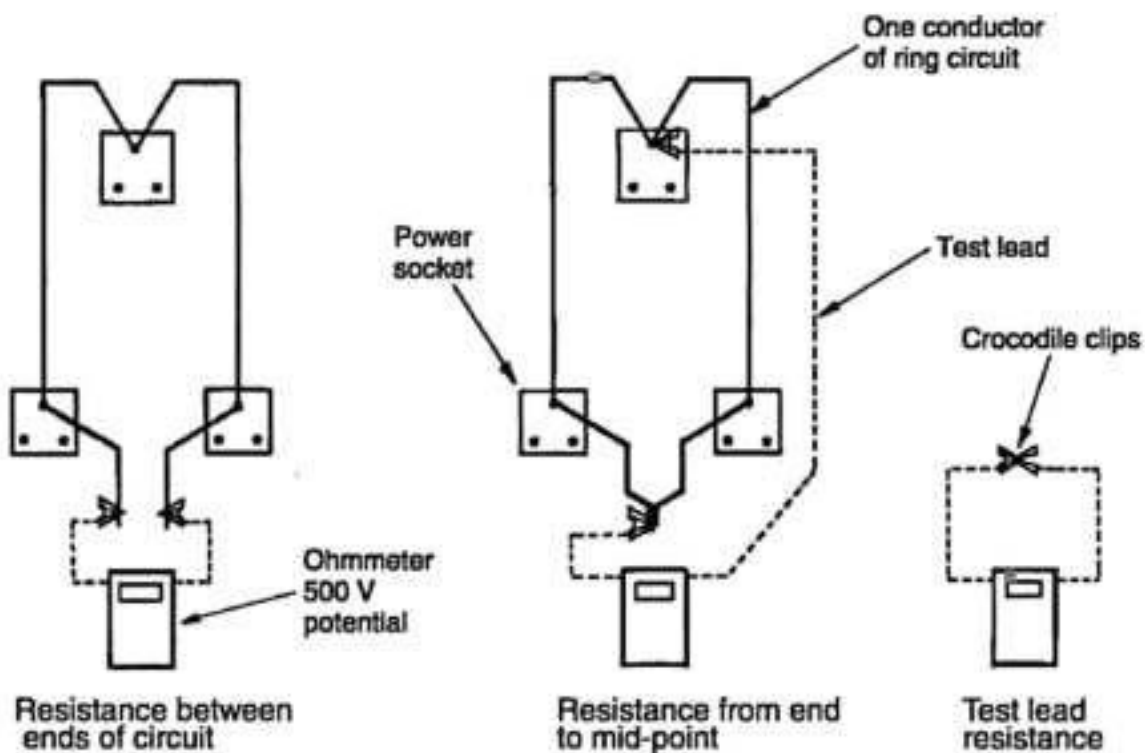 One conductor
of ring circuit
Power
socket
Test lead
Crocodile clips
Ohmmeter
500 V
potential
Resistance between
ends of circuit
Resistance from end
to mid-point
Test lead
resistance